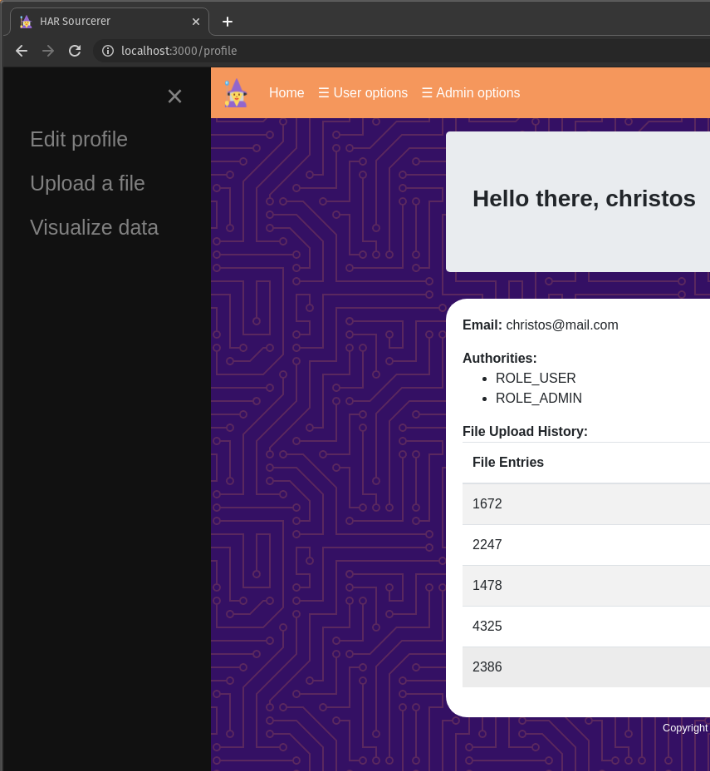 HAR Sourcerer
localhost:3000/profile
Edit profile
Upload a file
Visualize data
Home ☰ User options ☰ Admin options
Hello there, christos
Email: christos@mail.com
Authorities:
ROLE_USER
ROLE_ADMIN
File Upload History:
File Entries
1672
2247
1478
4325
2386
Copyright